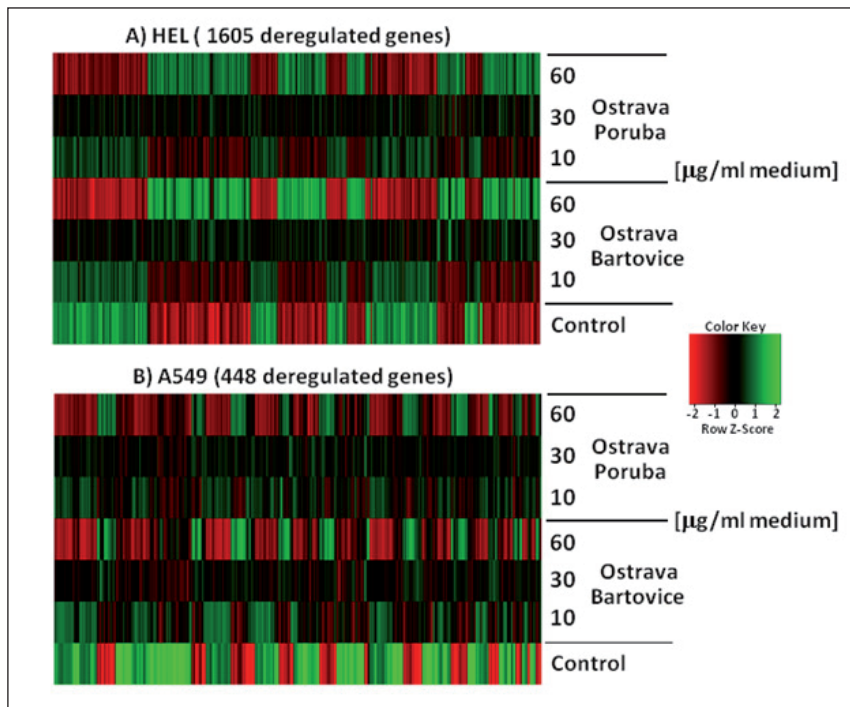 A) HEL ( 1605 deregulated genes)
60
30
10
Ostrava
Poruba
[µg/ml medium]
60
30
10
Ostrava
Bartovice
Control
Color Key
-2 -1 0 1 2
Row Z-Score
B) A549 (448 deregulated genes)
60
30
10
Ostrava
Poruba
[µg/ml medium]
60
30
10
Ostrava
Bartovice
Control